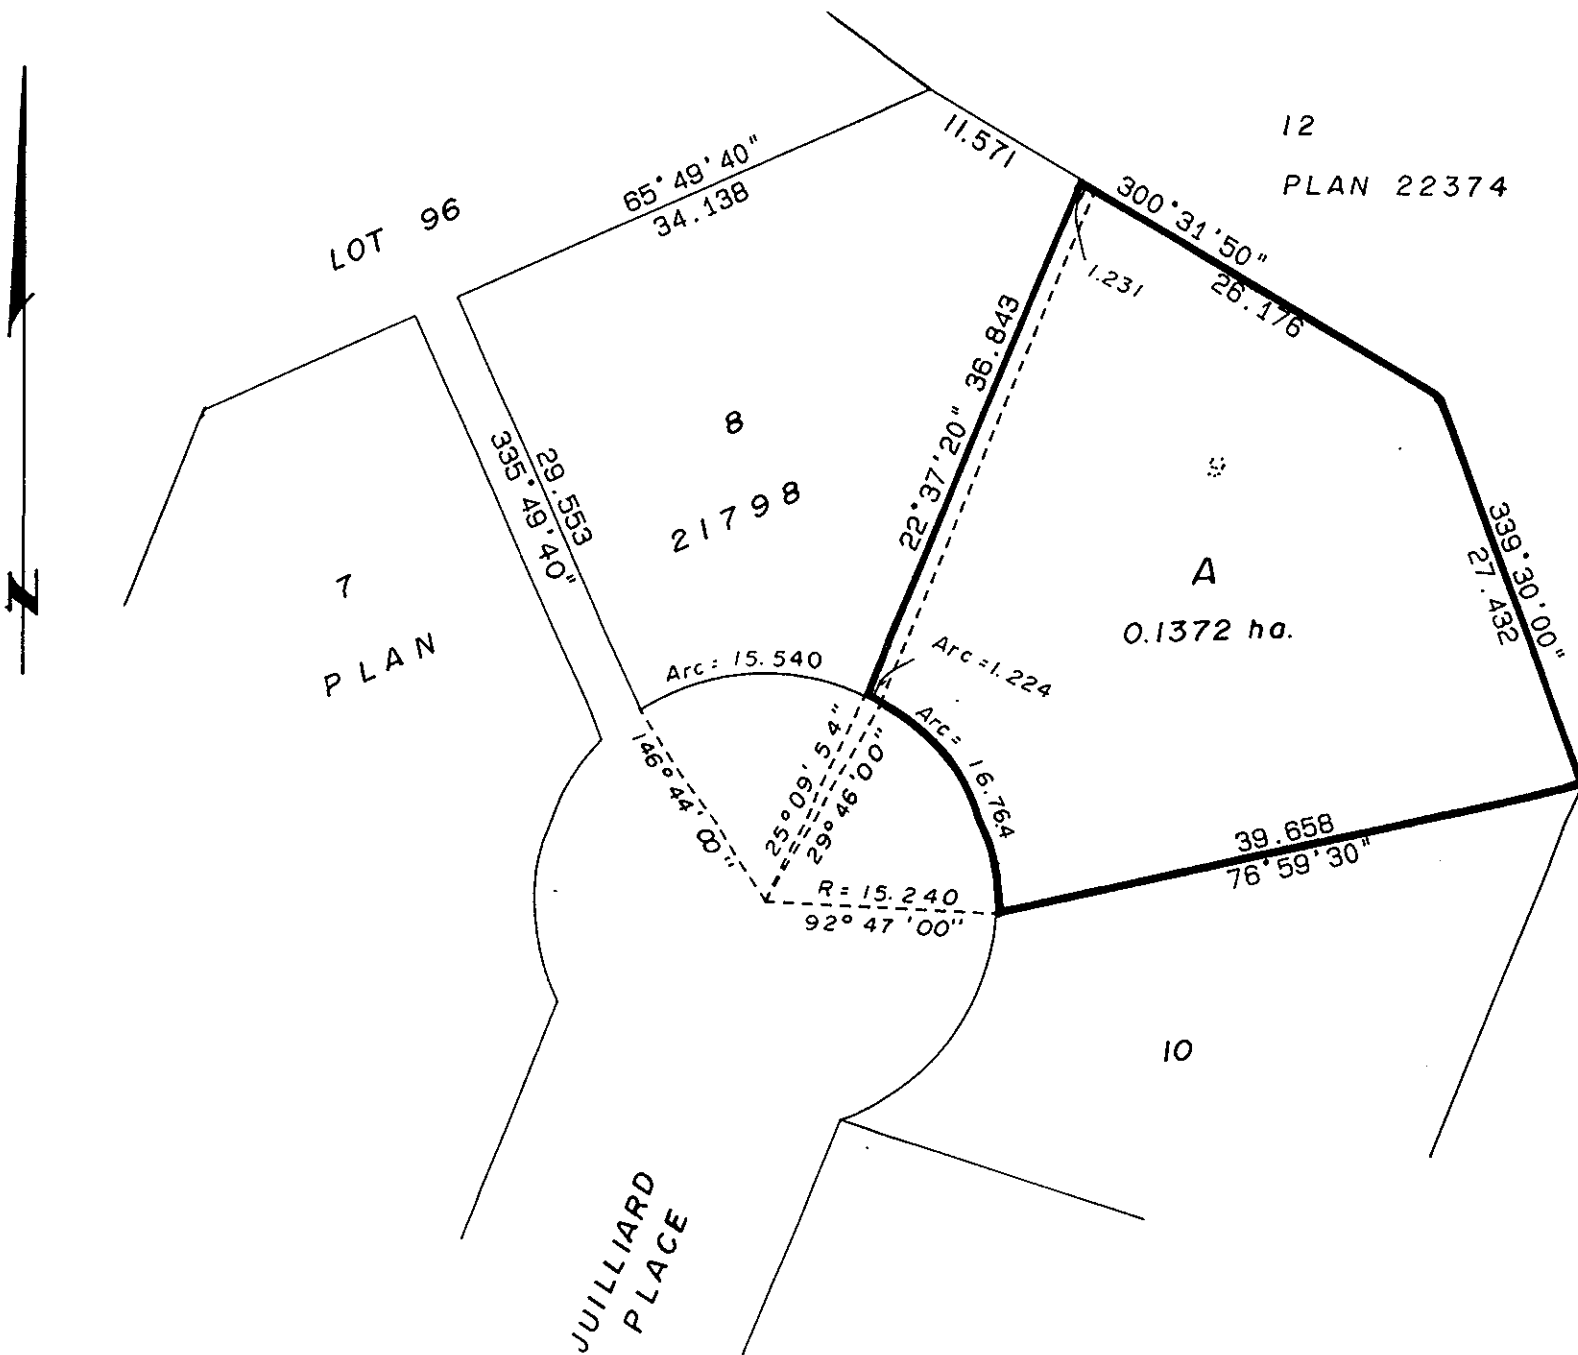 12
PLAN 22374
11.571
65°49'40"
34.138
LOT 96
300°31'50"
26.176
1.231
22°37'20" 36.843
8
21798
29.553
335°49'40"
7
PLAN
A
0.1372 ha.
339°30'00"
27.432
Arc = 15.540
Arc = 1.224
Arc = 16.764
146°44'00"
25°09'54"
29°46'00"
R = 15.240
92°47'00"
39.658
76°59'30"
10
JUILLIARD
PLACE
N